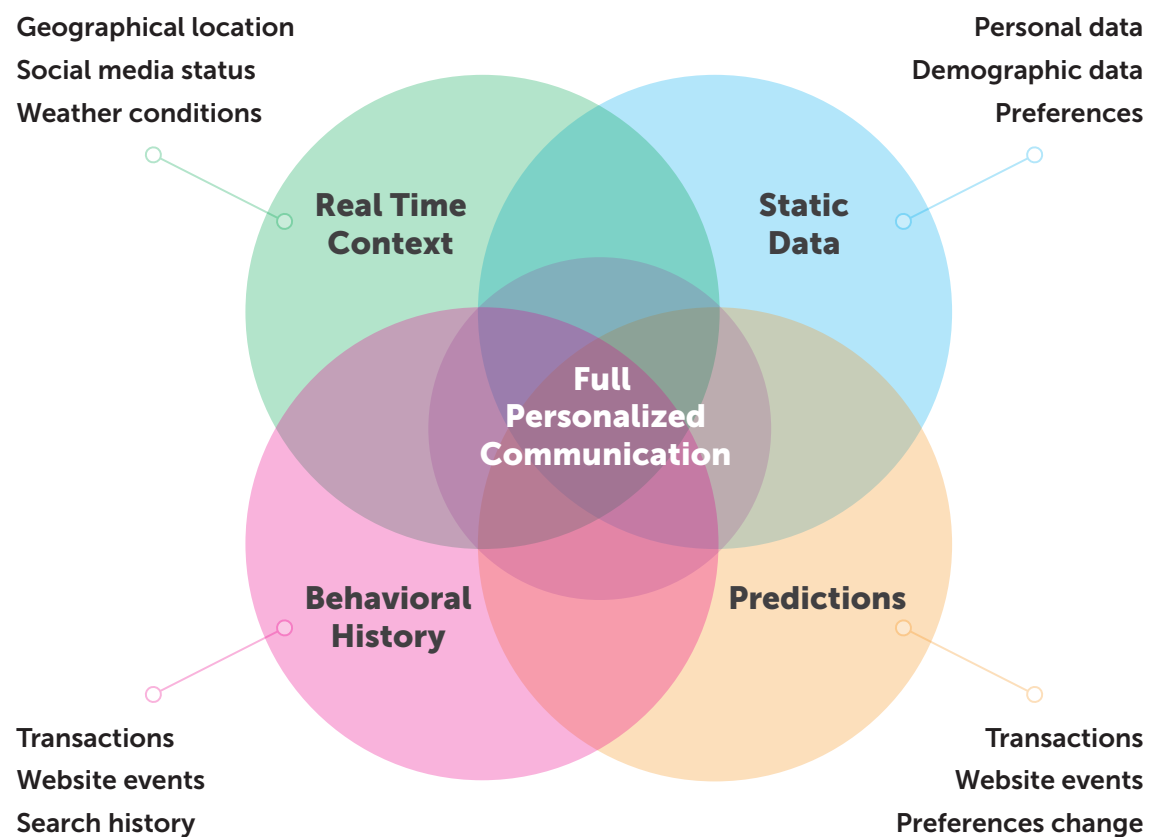 Geographical location
Social media status
Weather conditions
Personal data
Demographic data
Preferences
Real Time
Context
Static
Data
Full
Personalized
Communication
Behavioral
History
Predictions
Transactions
Website events
Search history
Transactions
Website events
Preferences change